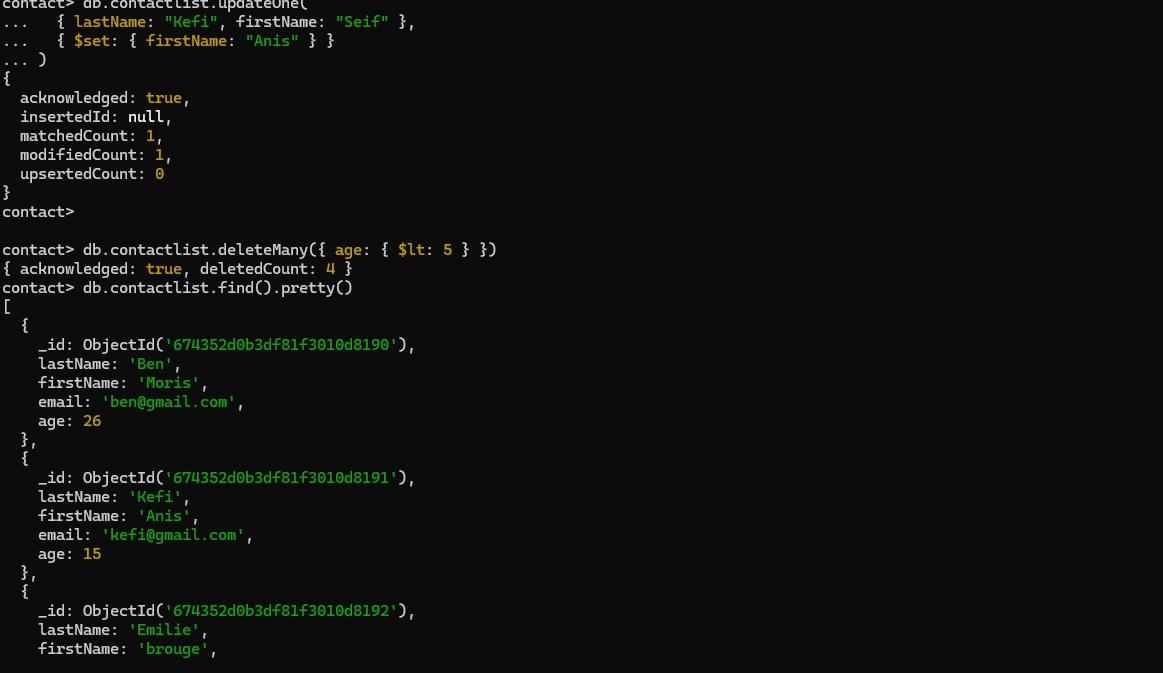 contact> db.contactlist.updateOne(
...   { lastName: "Kefi", firstName: "Seif" },
...   { $set: { firstName: "Anis" } }
... )
{
  acknowledged: true,
  insertedId: null,
  matchedCount: 1,
  modifiedCount: 1,
  upsertedCount: 0
}
contact>
contact> db.contactlist.deleteMany({ age: { $lt: 5 } })
{ acknowledged: true, deletedCount: 4 }
contact> db.contactlist.find().pretty()
[
  {
    _id: ObjectId('674352d0b3df81f3010d8190'),
    lastName: 'Ben',
    firstName: 'Moris',
    email: 'ben@gmail.com',
    age: 26
  },
  {
    _id: ObjectId('674352d0b3df81f3010d8191'),
    lastName: 'Kefi',
    firstName: 'Anis',
    email: 'kefi@gmail.com',
    age: 15
  },
  {
    _id: ObjectId('674352d0b3df81f3010d8192'),
    lastName: 'Emilie',
    firstName: 'brouge',